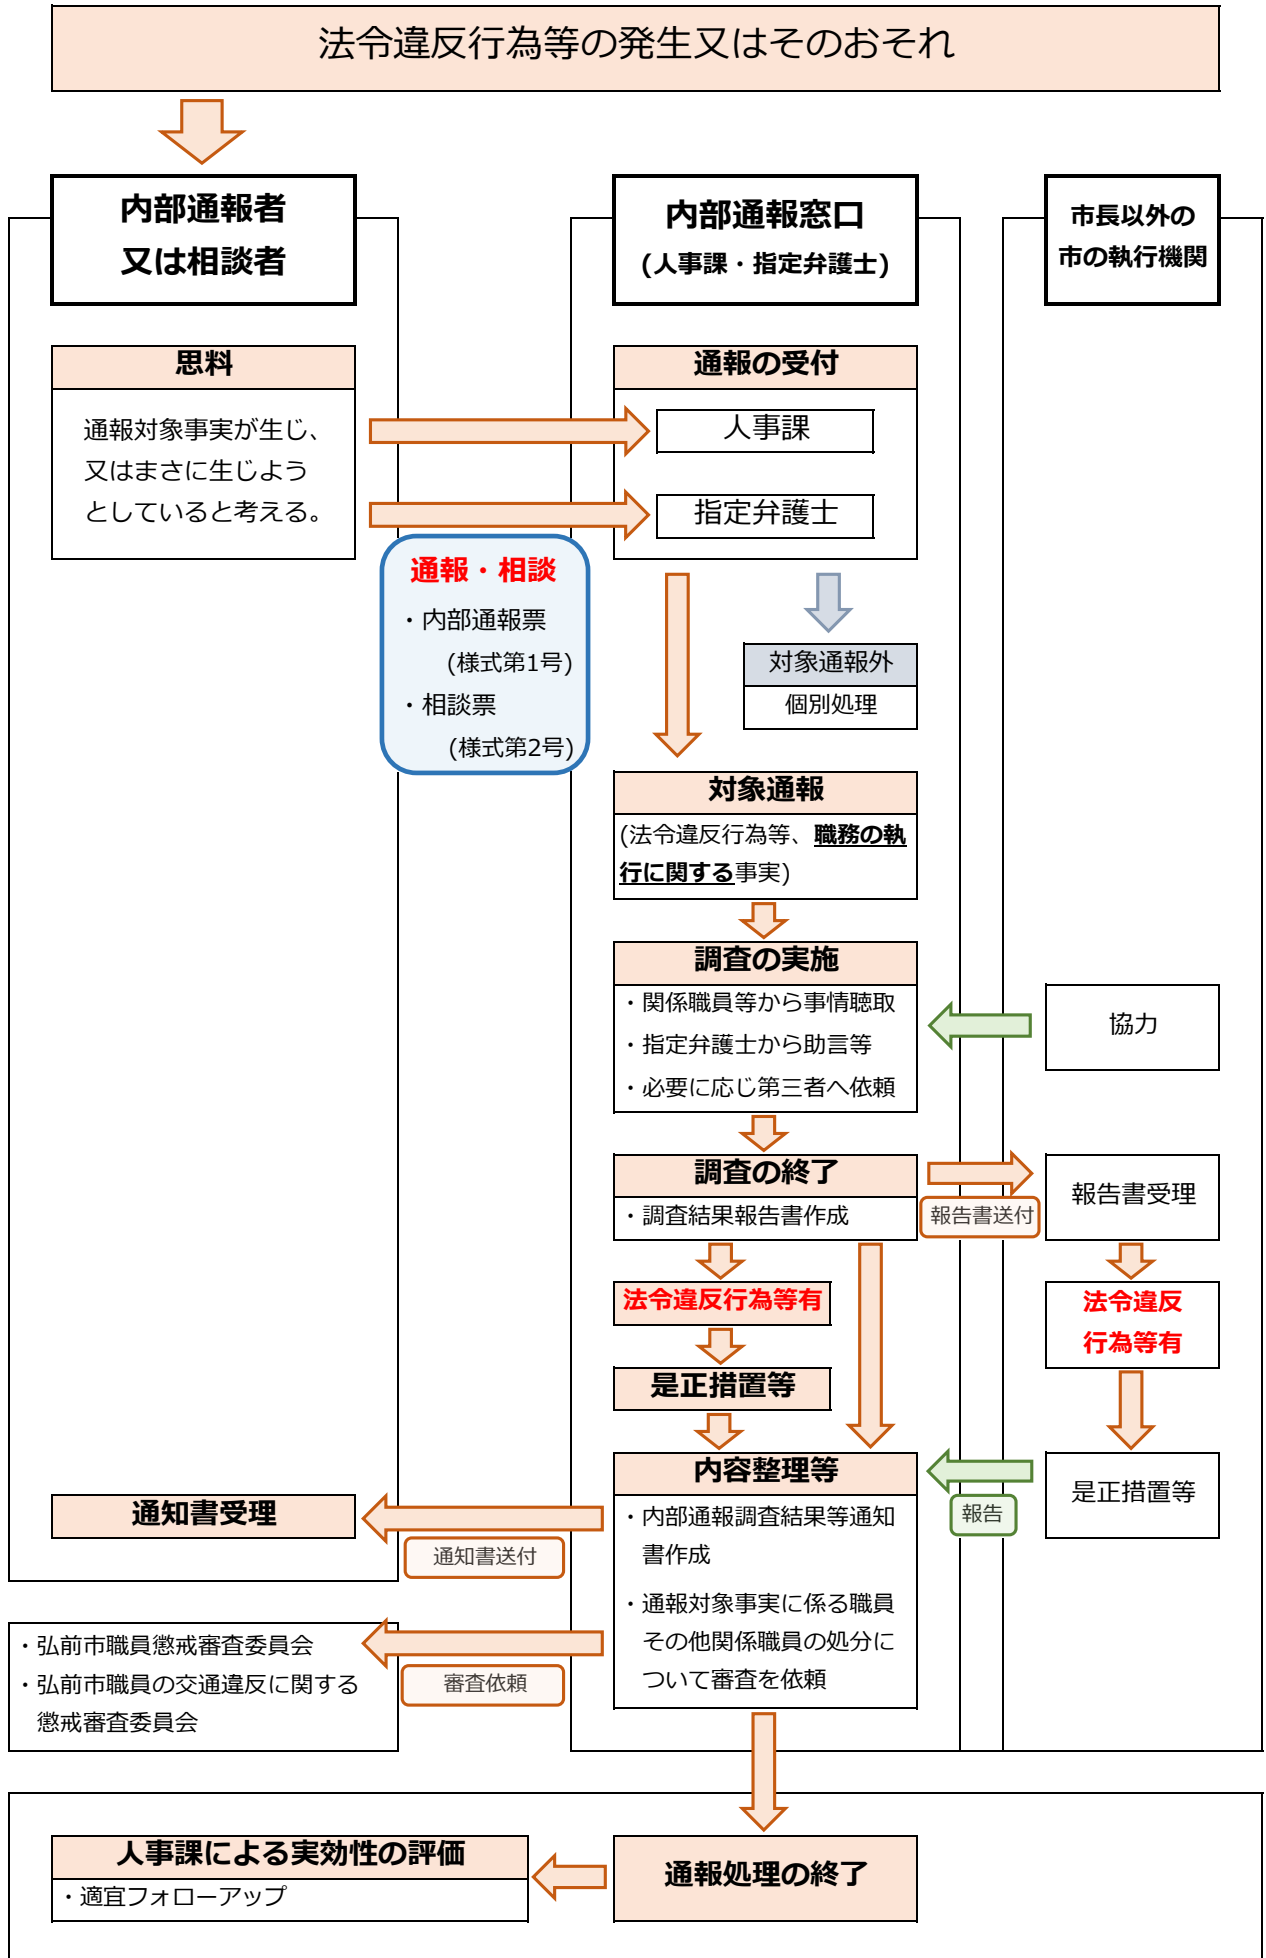 法令違反行為等の発生又はそのおそれ
内部通報者
又は相談者
内部通報窓口
(人事課・指定弁護士)
市長以外の
市の執行機関
思料
通報対象事実が生じ、
又はまさに生じよう
としていると考える。
通報の受付
人事課
指定弁護士
通報・相談
・内部通報票
(様式第1号)
・相談票
(様式第2号)
対象通報外
個別処理
対象通報
(法令違反行為等、職務の執
行に関する事実)
調査の実施
・関係職員等から事情聴取
・指定弁護士から助言等
・必要に応じ第三者へ依頼
協力
調査の終了
・調査結果報告書作成
報告書送付
報告書受理
法令違反行為等有
法令違反
行為等有
是正措置等
内容整理等
・内部通報調査結果等通知
書作成
・通報対象事実に係る職員
その他関係職員の処分に
ついて審査を依頼
報告
是正措置等
通知書受理
通知書送付
・弘前市職員懲戒審査委員会
・弘前市職員の交通違反に関する
懲戒審査委員会
審査依頼
人事課による実効性の評価
・適宜フォローアップ
通報処理の終了